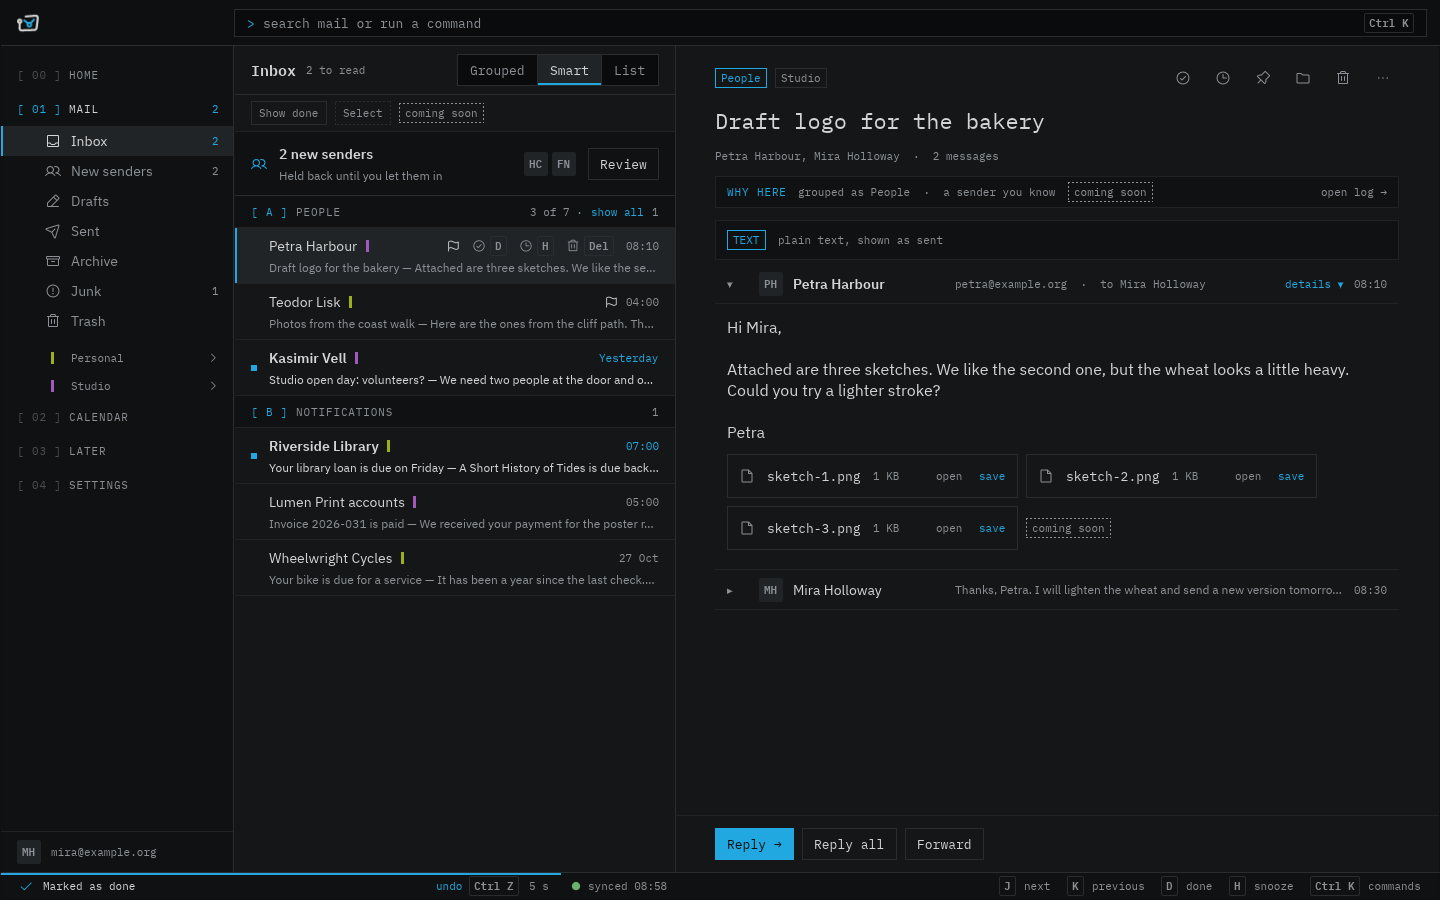 > search mail or run a command Ctrl K
[ 00 ] HOME
[ 01 ] MAIL 2
Inbox 2
New senders 2
Drafts
Sent
Archive
Junk 1
Trash
Personal
Studio
[ 02 ] CALENDAR
[ 03 ] LATER
[ 04 ] SETTINGS
MH mira@example.org
Inbox 2 to read Grouped Smart List
Show done Select coming soon
2 new senders
Held back until you let them in
HC FN Review
[ A ] PEOPLE 3 of 7 · show all 1
Petra Harbour D H Del 08:10
Draft logo for the bakery — Attached are three sketches. We like the se...
Teodor Lisk 04:00
Photos from the coast walk — Here are the ones from the cliff path. Th...
Kasimir Vell Yesterday
Studio open day: volunteers? — We need two people at the door and o...
[ B ] NOTIFICATIONS 1
Riverside Library 07:00
Your library loan is due on Friday — A Short History of Tides is due back...
Lumen Print accounts 05:00
Invoice 2026-031 is paid — We received your payment for the poster r...
Wheelwright Cycles 27 Oct
Your bike is due for a service — It has been a year since the last check....
People Studio
Draft logo for the bakery
Petra Harbour, Mira Holloway · 2 messages
WHY HERE grouped as People · a sender you know coming soon open log →
TEXT plain text, shown as sent
▾ PH Petra Harbour petra@example.org · to Mira Holloway details ▾ 08:10
Hi Mira,
Attached are three sketches. We like the second one, but the wheat looks a little heavy.
Could you try a lighter stroke?
Petra
sketch-1.png 1 KB open save
sketch-2.png 1 KB open save
sketch-3.png 1 KB open save
coming soon
▸ MH Mira Holloway Thanks, Petra. I will lighten the wheat and send a new version tomorro... 08:30
Reply → Reply all Forward
Marked as done undo Ctrl Z 5 s synced 08:58
J next K previous D done H snooze Ctrl K commands